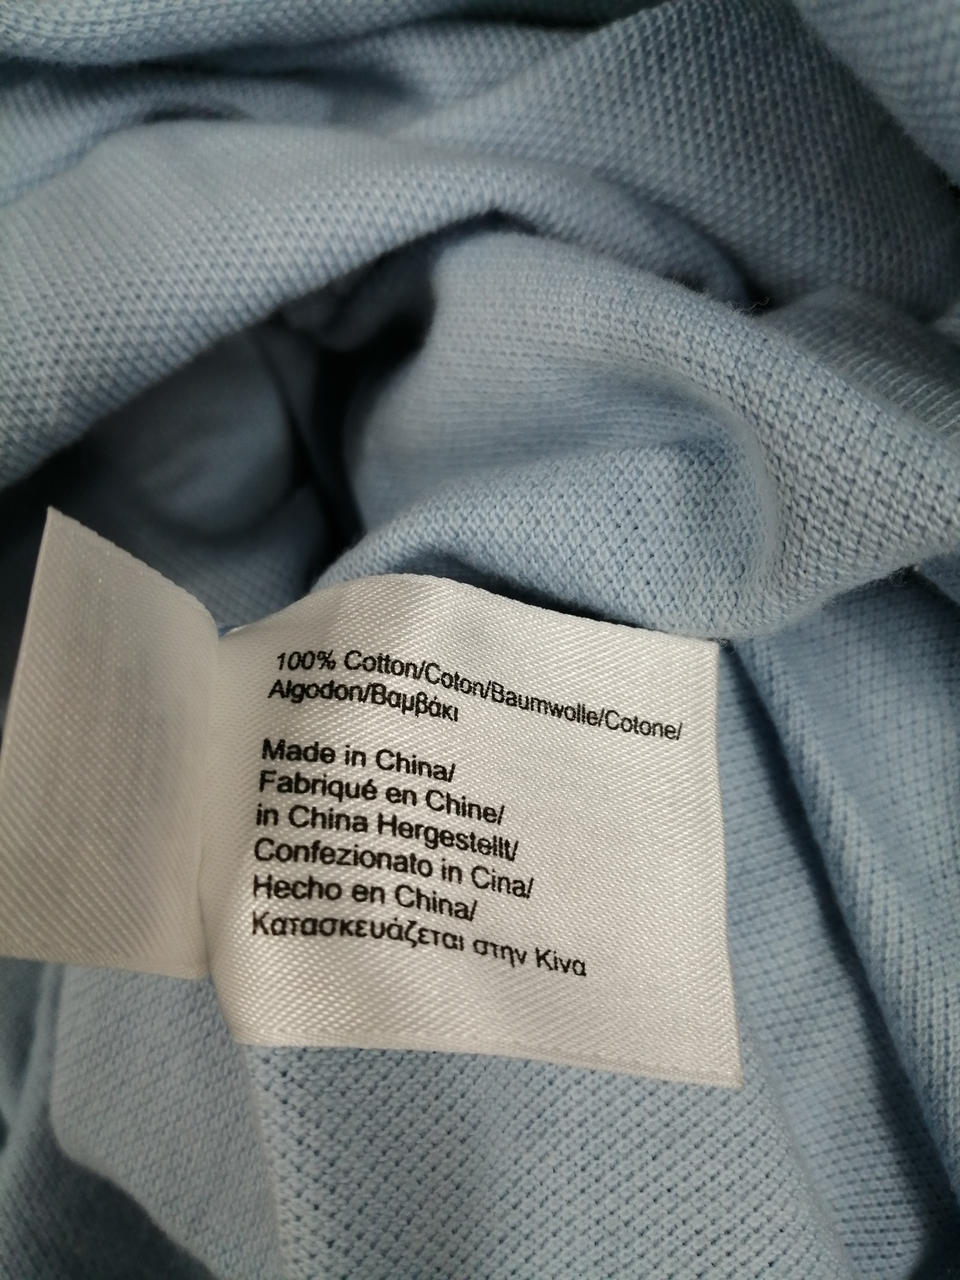 100% Cotton/Coton/Baumwolle/Cotone/
Algodon/Βαμβάκι
Made in China/
Fabriqué en Chine/
in China Hergestellt/
Confezionato in Cina/
Hecho en China/
Κατασκευάζεται στην Κίνα